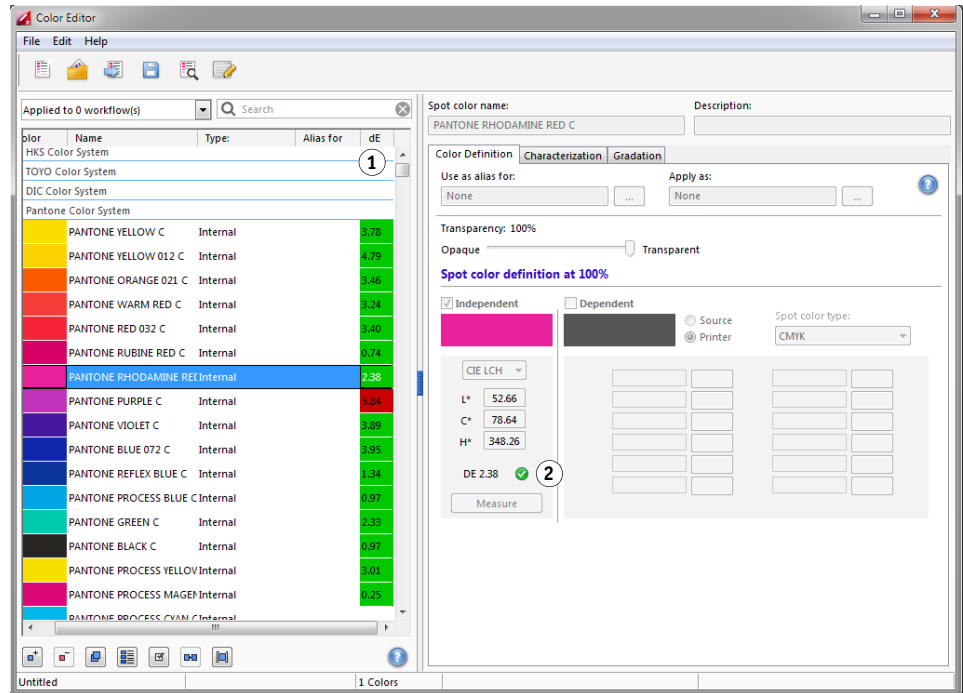 Color Editor
File Edit Help
Applied to 0 workflow(s)
Search
olor Name Type: Alias for dE
1
HKS Color System
TOYO Color System
DIC Color System
Pantone Color System
PANTONE YELLOW C Internal 3.78
PANTONE YELLOW 012 C Internal 4.79
PANTONE ORANGE 021 C Internal 3.46
PANTONE WARM RED C Internal 3.24
PANTONE RED 032 C Internal 3.40
PANTONE RUBINE RED C Internal 0.74
PANTONE RHODAMINE RE Internal 2.38
PANTONE PURPLE C Internal 5.84
PANTONE VIOLET C Internal 3.89
PANTONE BLUE 072 C Internal 3.95
PANTONE REFLEX BLUE C Internal 1.34
PANTONE PROCESS BLUE C Internal 0.97
PANTONE GREEN C Internal 2.33
PANTONE BLACK C Internal 0.97
PANTONE PROCESS YELLOV Internal 3.01
PANTONE PROCESS MAGEN Internal 0.25
PANTONE PROCESS CYAN C Internal
Untitled
1 Colors
Spot color name: Description:
PANTONE RHODAMINE RED C
Color Definition Characterization Gradation
Use as alias for: Apply as:
None ... None ...
Transparency: 100%
Opaque Transparent
Spot color definition at 100%
Independent Dependent
Source
Printer
Spot color type:
CMYK
CIE LCH
L* 52.66
C* 78.64
H* 348.26
DE 2.38
2
Measure